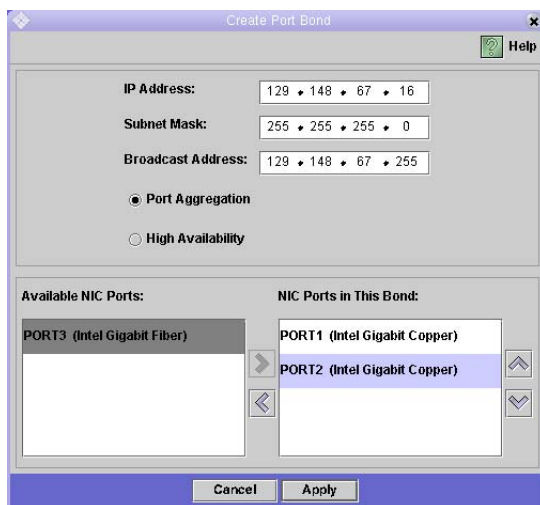 Create Port Bond
Help
IP Address: 129 . 148 . 67 . 16
Subnet Mask: 255 . 255 . 255 . 0
Broadcast Address: 129 . 148 . 67 . 255
Port Aggregation
High Availability
Available NIC Ports:
PORT3 (Intel Gigabit Fiber)
NIC Ports in This Bond:
PORT1 (Intel Gigabit Copper)
PORT2 (Intel Gigabit Copper)
Cancel Apply